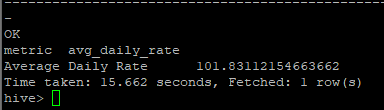 --------------------------------------------------------------------------------
OK
metric  avg_daily_rate
Average Daily Rate      101.83112154663662
Time taken: 15.662 seconds, Fetched: 1 row(s)
hive>